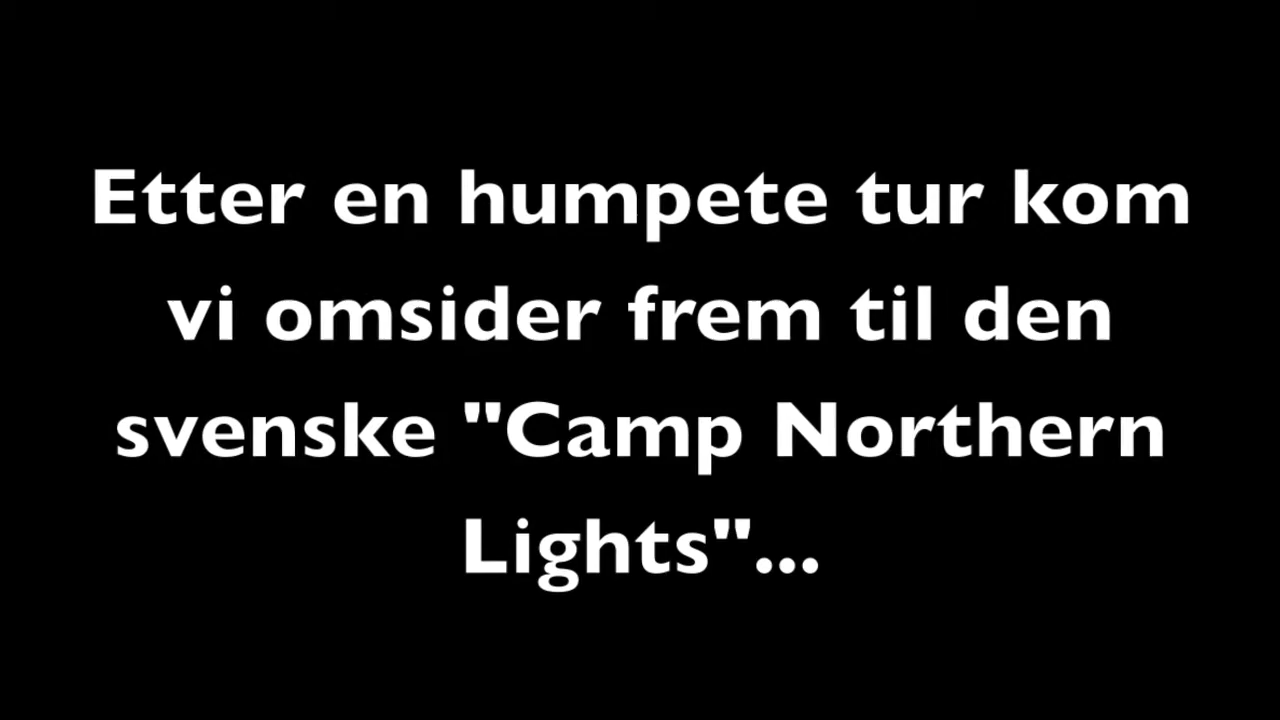 Etter en humpete tur kom
vi omsider frem til den
svenske "Camp Northern
Lights"...